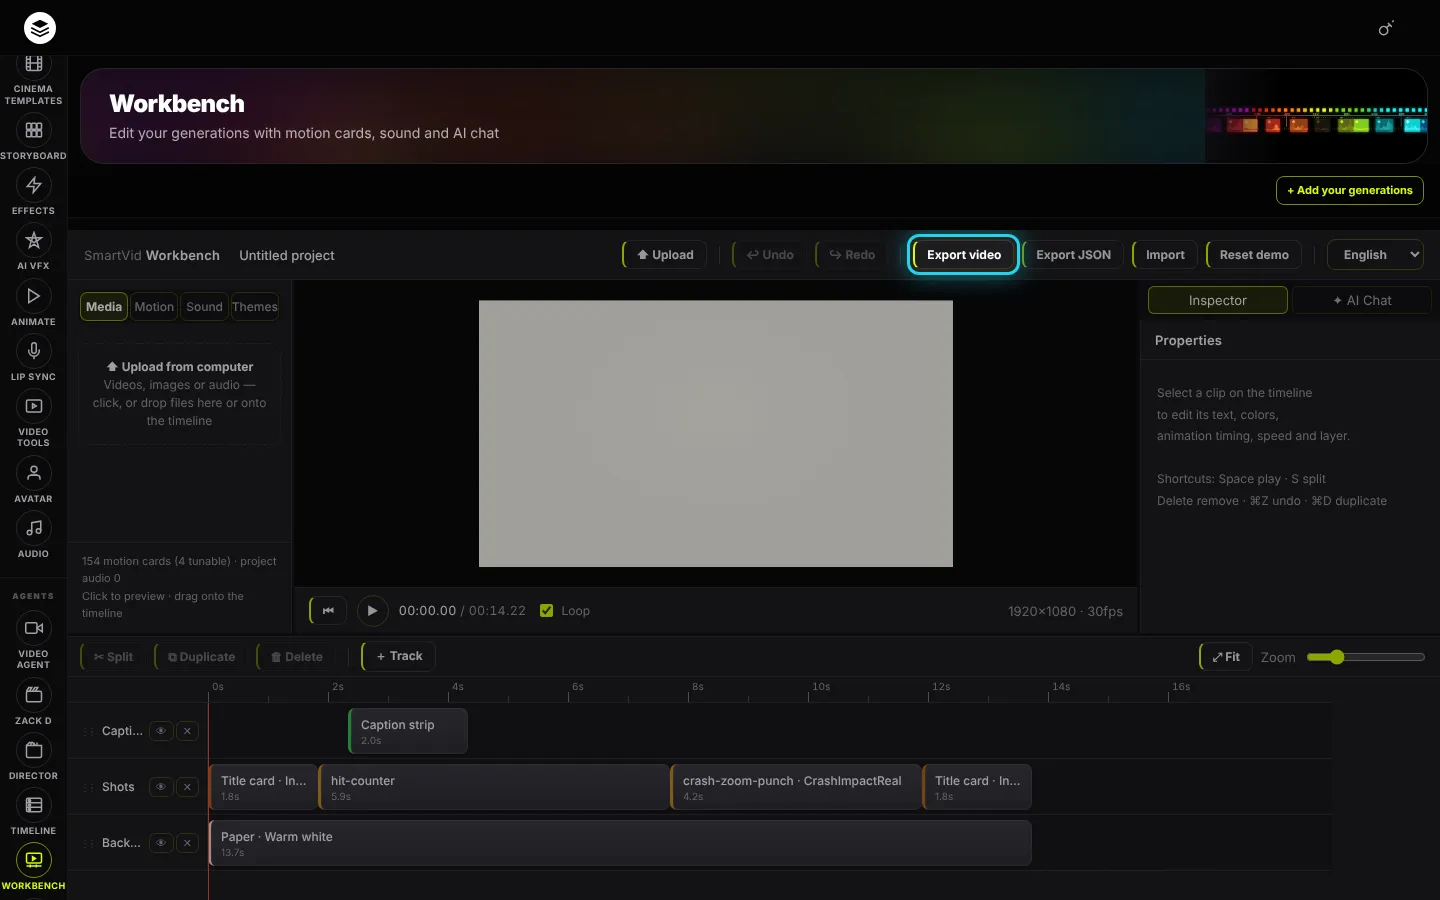 CINEMA
TEMPLATES
STORYBOARD
EFFECTS
AI VFX
ANIMATE
LIP SYNC
VIDEO
TOOLS
AVATAR
AUDIO
AGENTS
VIDEO
AGENT
ZACK D
DIRECTOR
TIMELINE
WORKBENCH
Workbench
Edit your generations with motion cards, sound and AI chat
+ Add your generations
SmartVid Workbench Untitled project
Upload
Undo
Redo
Export video
Export JSON
Import
Reset demo
English
Media
Motion
Sound
Themes
Upload from computer
Videos, images or audio —
click, or drop files here or onto
the timeline
154 motion cards (4 tunable) · project
audio 0
Click to preview · drag onto the
timeline
00:00.00 / 00:14.22
Loop
1920×1080 · 30fps
Inspector
AI Chat
Properties
Select a clip on the timeline
to edit its text, colors,
animation timing, speed and layer.
Shortcuts: Space play · S split
Delete remove · ⌘Z undo · ⌘D duplicate
Split
Duplicate
Delete
+ Track
Fit
Zoom
0s 2s 4s 6s 8s 10s 12s 14s 16s
Capti...
Caption strip
2.0s
Shots
Title card · In...
1.8s
hit-counter
5.9s
crash-zoom-punch · CrashImpactReal
4.2s
Title card · In...
1.8s
Back...
Paper · Warm white
13.7s